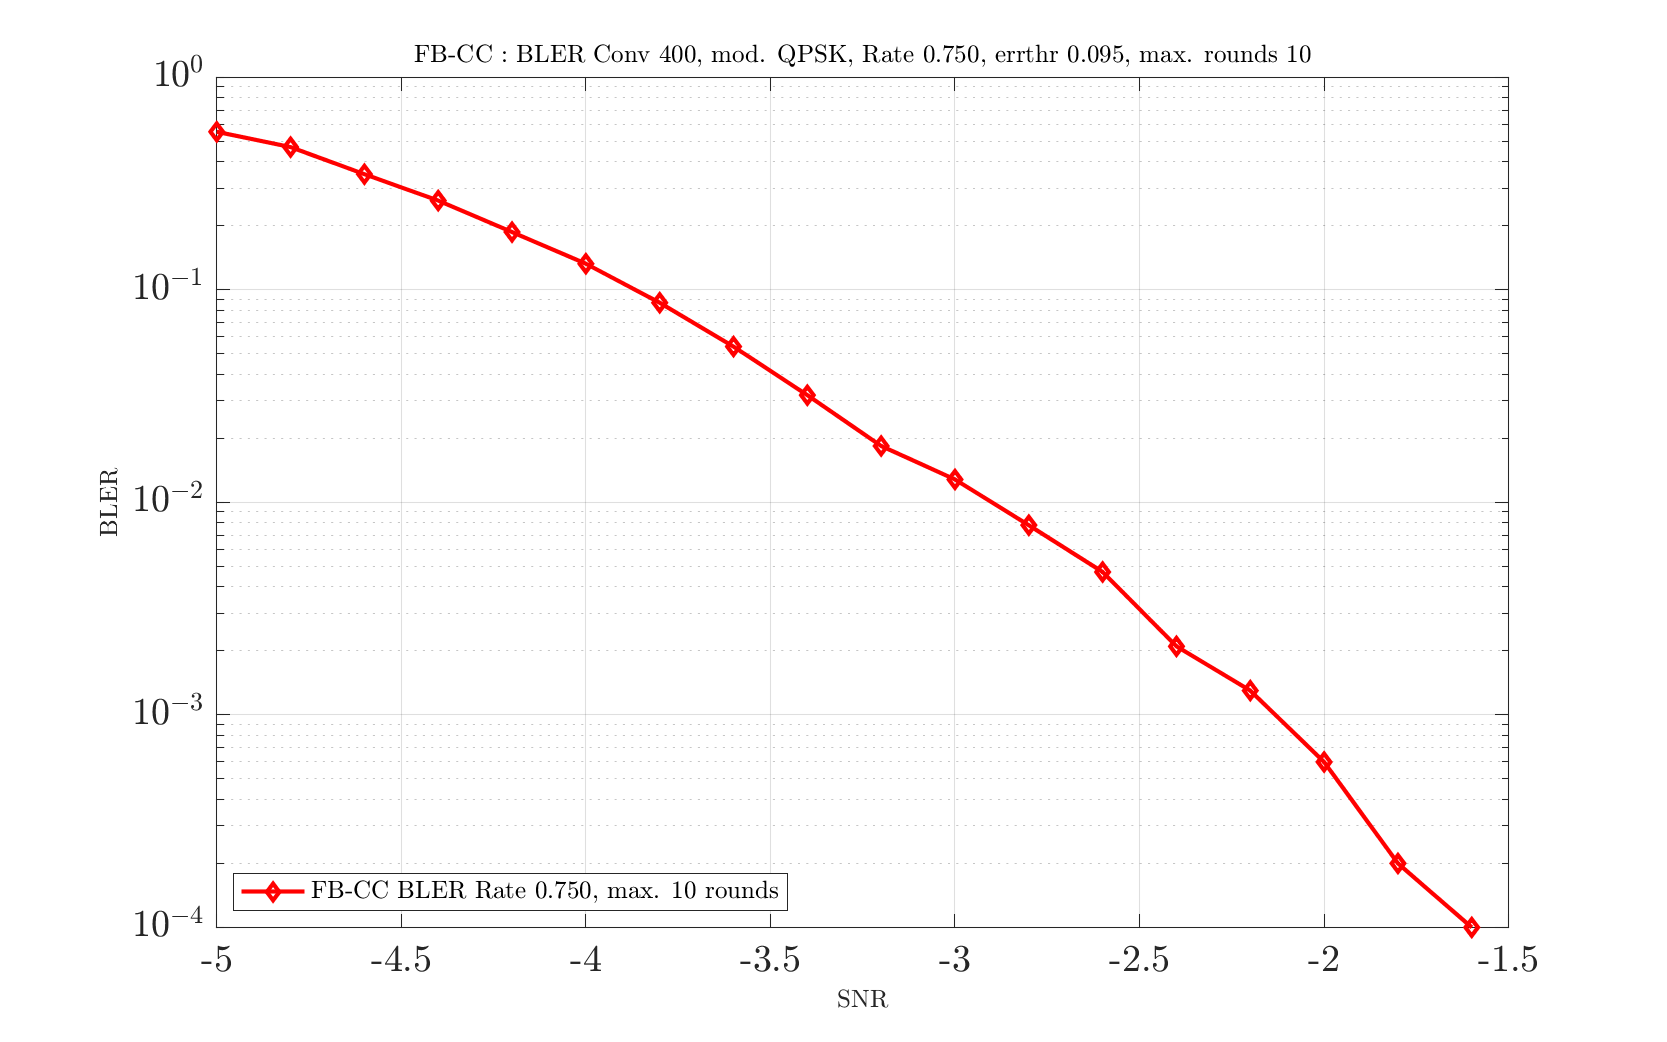 FB-CC : BLER Conv 400, mod. QPSK, Rate 0.750, errthr 0.095, max. rounds 10
10^0
10^−1
10^−2
10^−3
10^−4
BLER
FB-CC BLER Rate 0.750, max. 10 rounds
-5 -4.5 -4 -3.5 -3 -2.5 -2 -1.5
SNR